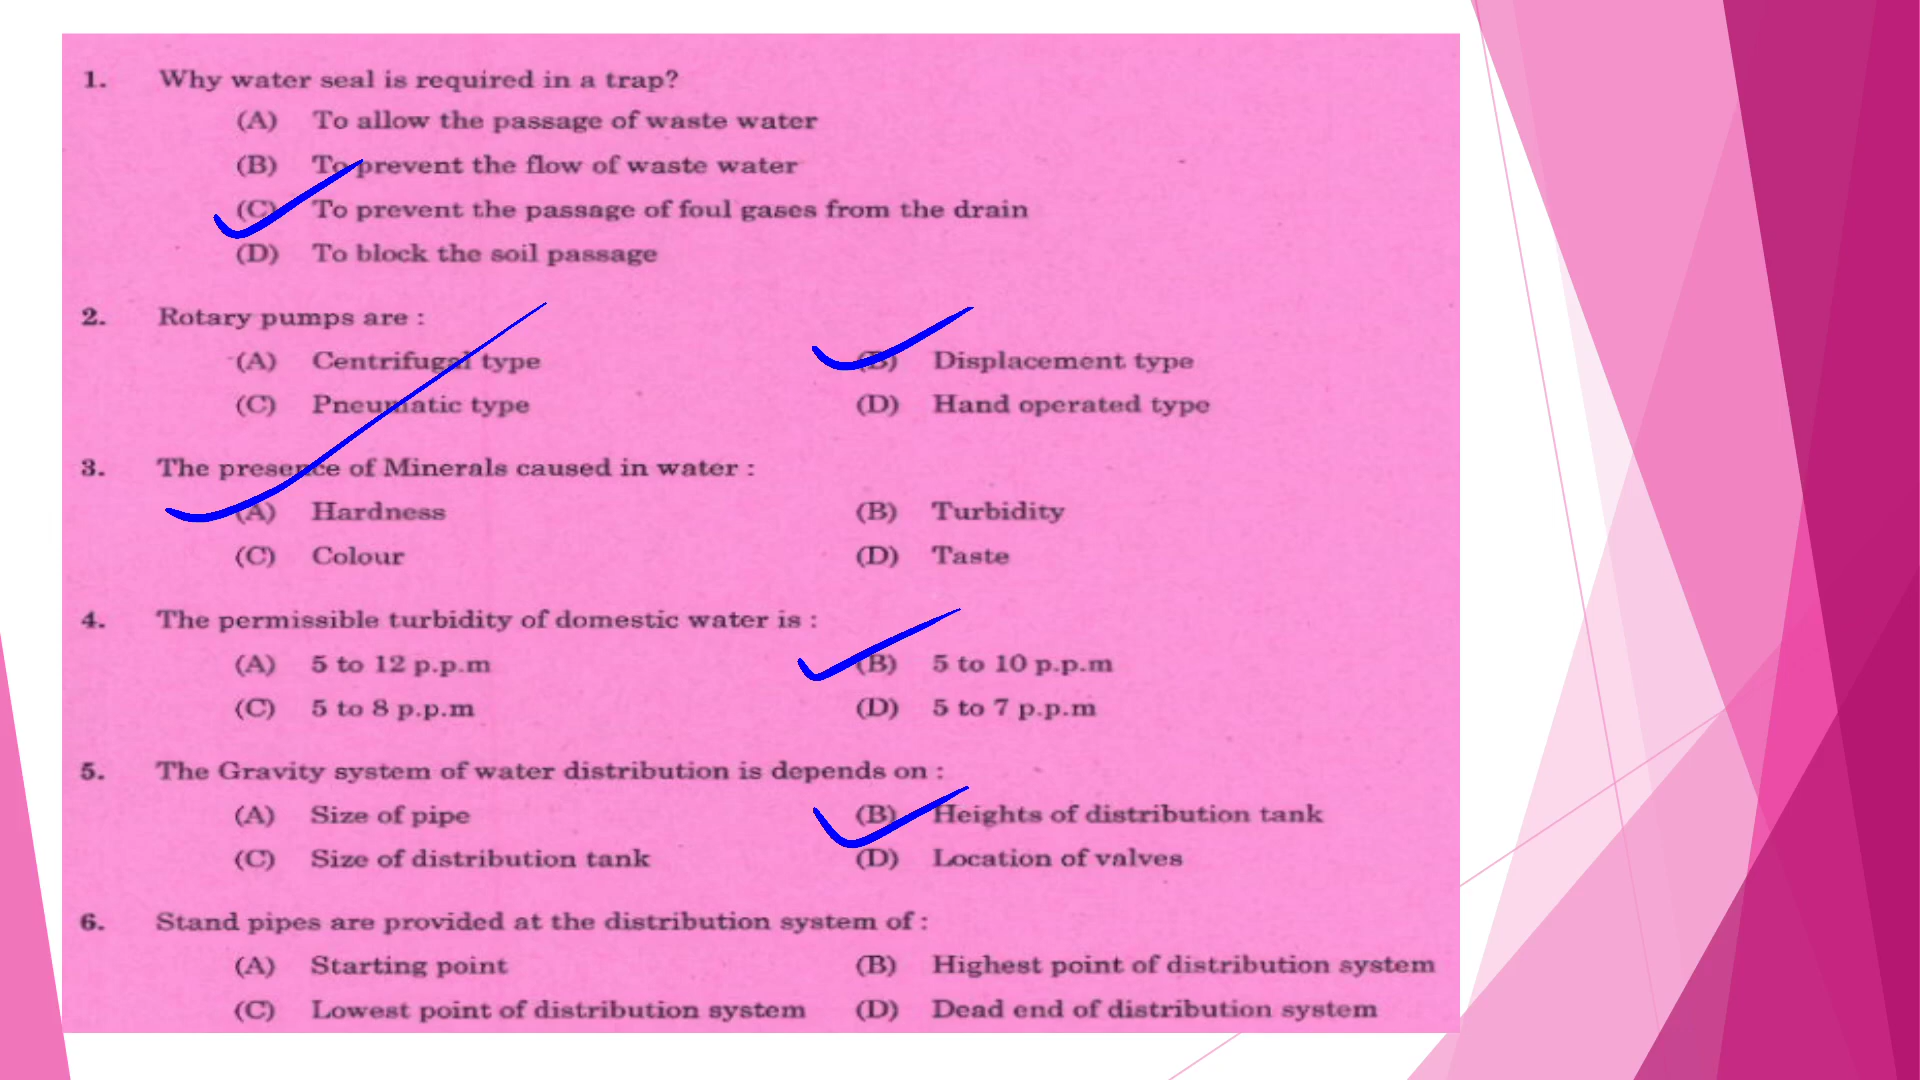 1. Why water seal is required in a trap?
(A) To allow the passage of waste water
(B) To prevent the flow of waste water
(C) To prevent the passage of foul gases from the drain
(D) To block the soil passage
2. Rotary pumps are :
(A) Centrifugal type (B) Displacement type
(C) Pneumatic type (D) Hand operated type
3. The presence of Minerals caused in water :
(A) Hardness (B) Turbidity
(C) Colour (D) Taste
4. The permissible turbidity of domestic water is :
(A) 5 to 12 p.p.m (B) 5 to 10 p.p.m
(C) 5 to 8 p.p.m (D) 5 to 7 p.p.m
5. The Gravity system of water distribution is depends on :
(A) Size of pipe (B) Heights of distribution tank
(C) Size of distribution tank (D) Location of valves
6. Stand pipes are provided at the distribution system of :
(A) Starting point (B) Highest point of distribution system
(C) Lowest point of distribution system (D) Dead end of distribution system